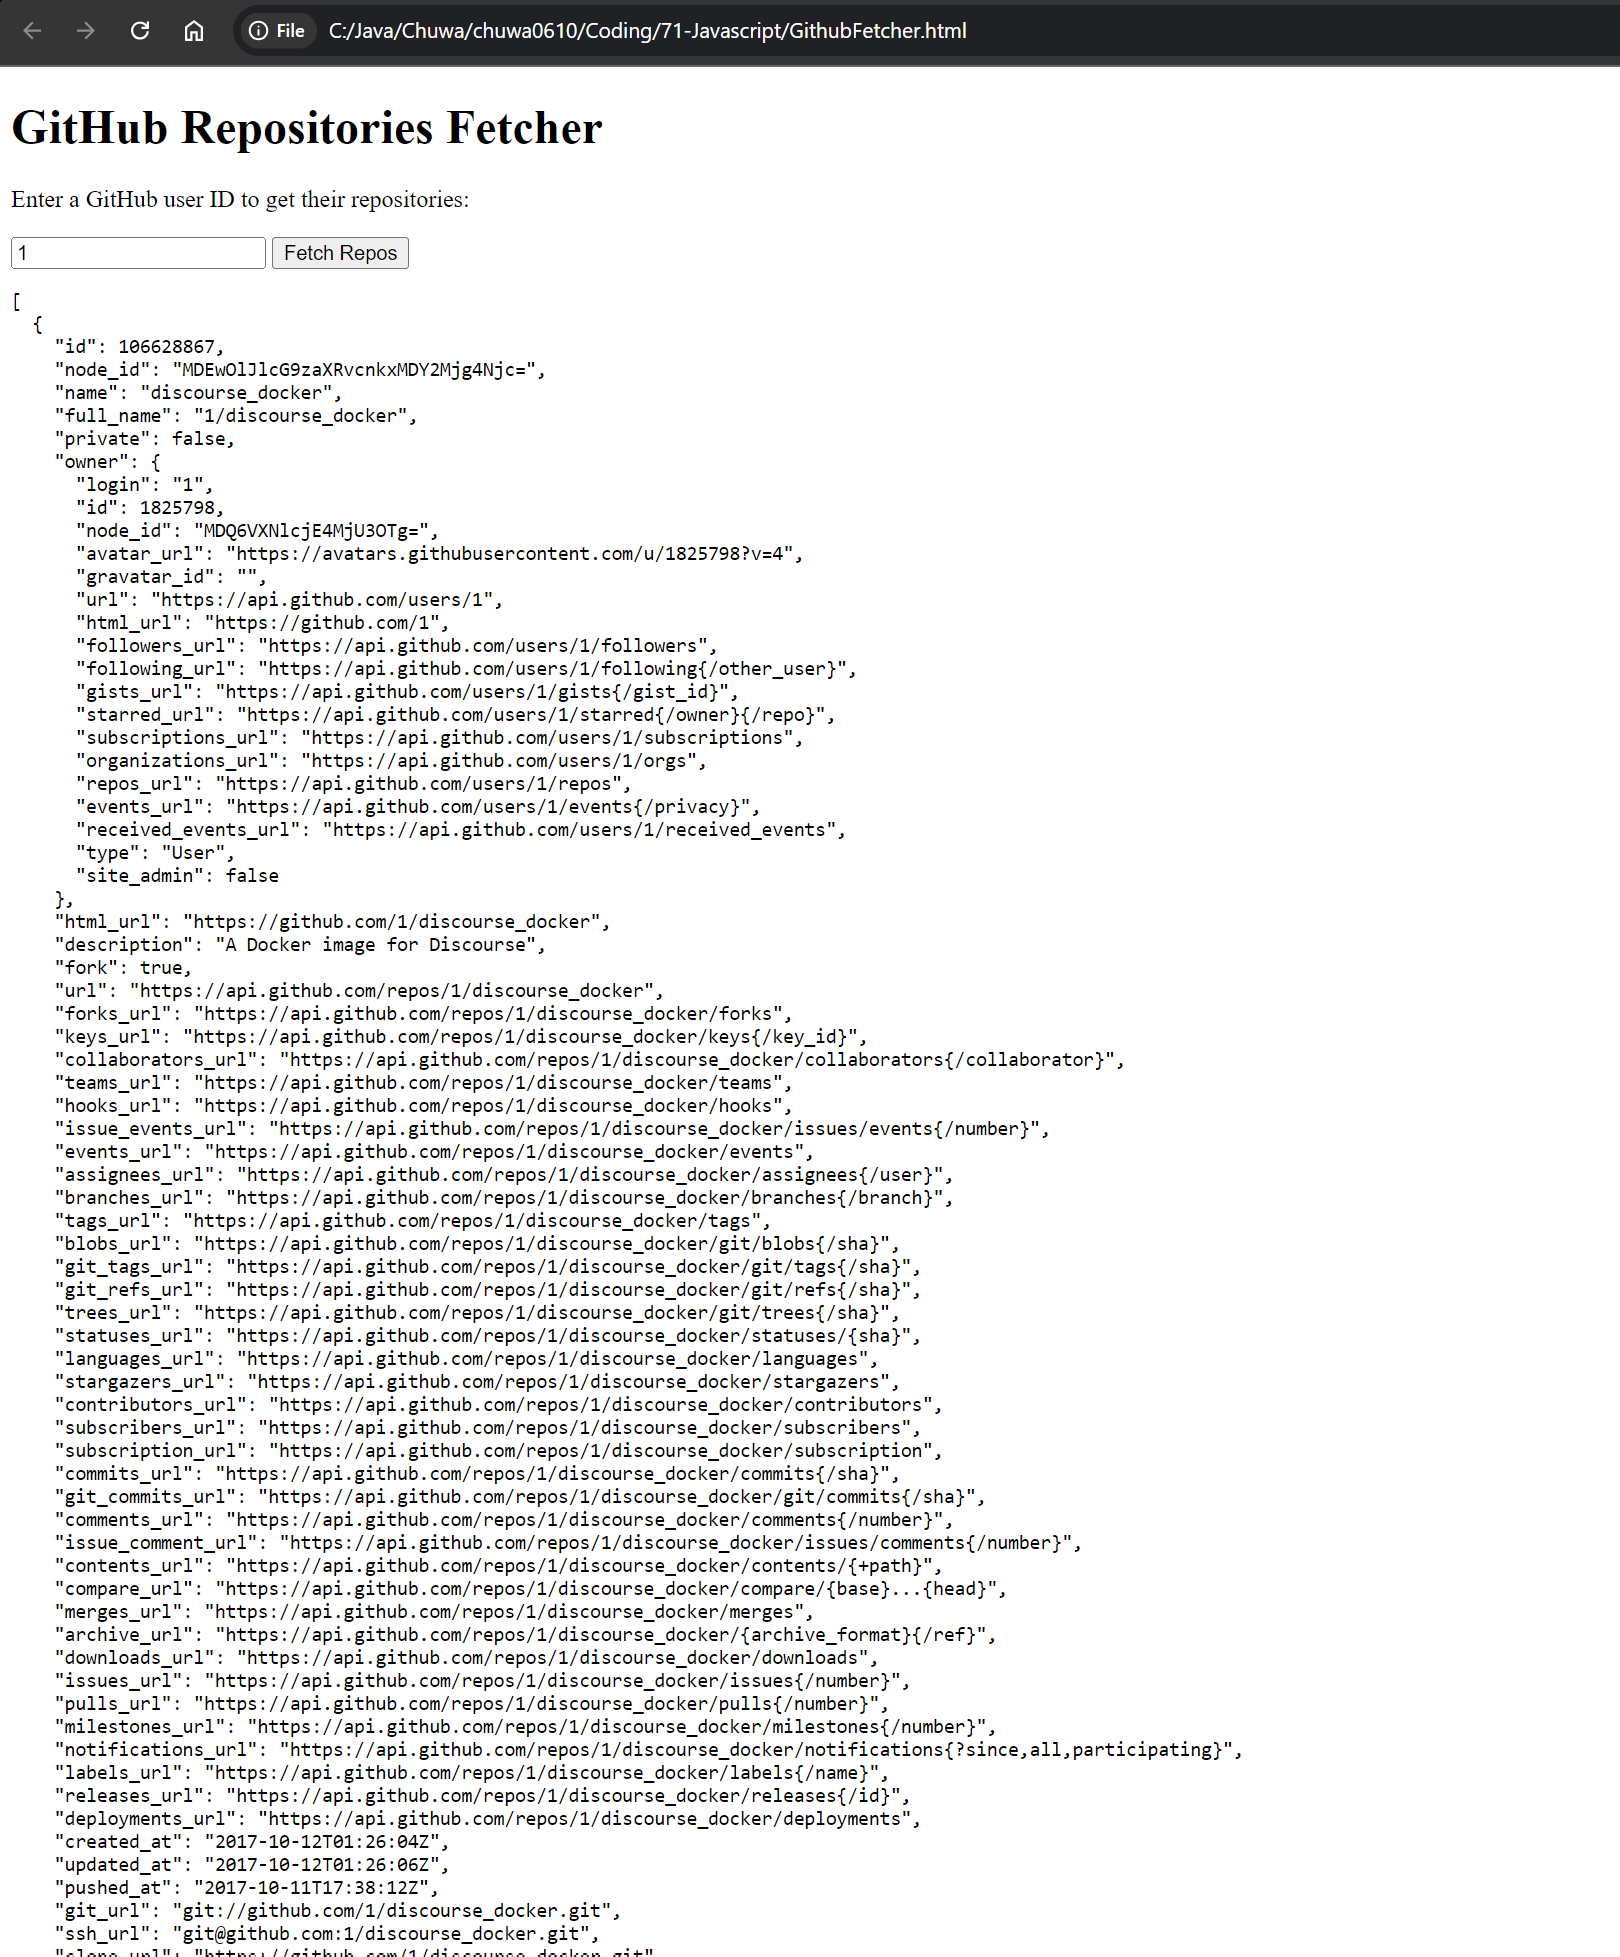 File C:/Java/Chuwa/chuwa0610/Coding/71-Javascript/GithubFetcher.html
GitHub Repositories Fetcher
Enter a GitHub user ID to get their repositories:
1 Fetch Repos
[
  {
    "id": 106628867,
    "node_id": "MDEwOlJlcG9zaXRvcnkxMDY2Mjg4Njc=",
    "name": "discourse_docker",
    "full_name": "1/discourse_docker",
    "private": false,
    "owner": {
      "login": "1",
      "id": 1825798,
      "node_id": "MDQ6VXNlcjE4MjU3OTg=",
      "avatar_url": "https://avatars.githubusercontent.com/u/1825798?v=4",
      "gravatar_id": "",
      "url": "https://api.github.com/users/1",
      "html_url": "https://github.com/1",
      "followers_url": "https://api.github.com/users/1/followers",
      "following_url": "https://api.github.com/users/1/following{/other_user}",
      "gists_url": "https://api.github.com/users/1/gists{/gist_id}",
      "starred_url": "https://api.github.com/users/1/starred{/owner}{/repo}",
      "subscriptions_url": "https://api.github.com/users/1/subscriptions",
      "organizations_url": "https://api.github.com/users/1/orgs",
      "repos_url": "https://api.github.com/users/1/repos",
      "events_url": "https://api.github.com/users/1/events{/privacy}",
      "received_events_url": "https://api.github.com/users/1/received_events",
      "type": "User",
      "site_admin": false
    },
    "html_url": "https://github.com/1/discourse_docker",
    "description": "A Docker image for Discourse",
    "fork": true,
    "url": "https://api.github.com/repos/1/discourse_docker",
    "forks_url": "https://api.github.com/repos/1/discourse_docker/forks",
    "keys_url": "https://api.github.com/repos/1/discourse_docker/keys{/key_id}",
    "collaborators_url": "https://api.github.com/repos/1/discourse_docker/collaborators{/collaborator}",
    "teams_url": "https://api.github.com/repos/1/discourse_docker/teams",
    "hooks_url": "https://api.github.com/repos/1/discourse_docker/hooks",
    "issue_events_url": "https://api.github.com/repos/1/discourse_docker/issues/events{/number}",
    "events_url": "https://api.github.com/repos/1/discourse_docker/events",
    "assignees_url": "https://api.github.com/repos/1/discourse_docker/assignees{/user}",
    "branches_url": "https://api.github.com/repos/1/discourse_docker/branches{/branch}",
    "tags_url": "https://api.github.com/repos/1/discourse_docker/tags",
    "blobs_url": "https://api.github.com/repos/1/discourse_docker/git/blobs{/sha}",
    "git_tags_url": "https://api.github.com/repos/1/discourse_docker/git/tags{/sha}",
    "git_refs_url": "https://api.github.com/repos/1/discourse_docker/git/refs{/sha}",
    "trees_url": "https://api.github.com/repos/1/discourse_docker/git/trees{/sha}",
    "statuses_url": "https://api.github.com/repos/1/discourse_docker/statuses/{sha}",
    "languages_url": "https://api.github.com/repos/1/discourse_docker/languages",
    "stargazers_url": "https://api.github.com/repos/1/discourse_docker/stargazers",
    "contributors_url": "https://api.github.com/repos/1/discourse_docker/contributors",
    "subscribers_url": "https://api.github.com/repos/1/discourse_docker/subscribers",
    "subscription_url": "https://api.github.com/repos/1/discourse_docker/subscription",
    "commits_url": "https://api.github.com/repos/1/discourse_docker/commits{/sha}",
    "git_commits_url": "https://api.github.com/repos/1/discourse_docker/git/commits{/sha}",
    "comments_url": "https://api.github.com/repos/1/discourse_docker/comments{/number}",
    "issue_comment_url": "https://api.github.com/repos/1/discourse_docker/issues/comments{/number}",
    "contents_url": "https://api.github.com/repos/1/discourse_docker/contents/{+path}",
    "compare_url": "https://api.github.com/repos/1/discourse_docker/compare/{base}...{head}",
    "merges_url": "https://api.github.com/repos/1/discourse_docker/merges",
    "archive_url": "https://api.github.com/repos/1/discourse_docker/{archive_format}{/ref}",
    "downloads_url": "https://api.github.com/repos/1/discourse_docker/downloads",
    "issues_url": "https://api.github.com/repos/1/discourse_docker/issues{/number}",
    "pulls_url": "https://api.github.com/repos/1/discourse_docker/pulls{/number}",
    "milestones_url": "https://api.github.com/repos/1/discourse_docker/milestones{/number}",
    "notifications_url": "https://api.github.com/repos/1/discourse_docker/notifications{?since,all,participating}",
    "labels_url": "https://api.github.com/repos/1/discourse_docker/labels{/name}",
    "releases_url": "https://api.github.com/repos/1/discourse_docker/releases{/id}",
    "deployments_url": "https://api.github.com/repos/1/discourse_docker/deployments",
    "created_at": "2017-10-12T01:26:04Z",
    "updated_at": "2017-10-12T01:26:06Z",
    "pushed_at": "2017-10-11T17:38:12Z",
    "git_url": "git://github.com/1/discourse_docker.git",
    "ssh_url": "git@github.com:1/discourse_docker.git",
    "clone_url": "https://github.com/1/discourse_docker.git"